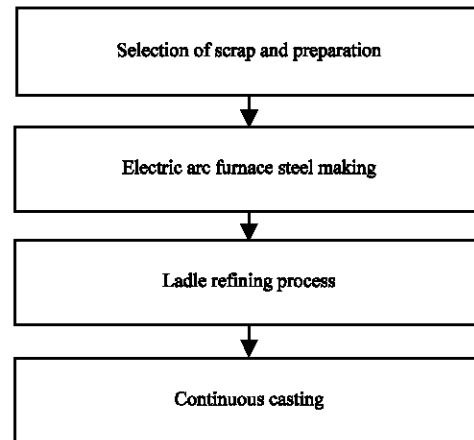 Selection of scrap and preparation
Electric arc furnace steel making
Ladle refining process
Continuous casting